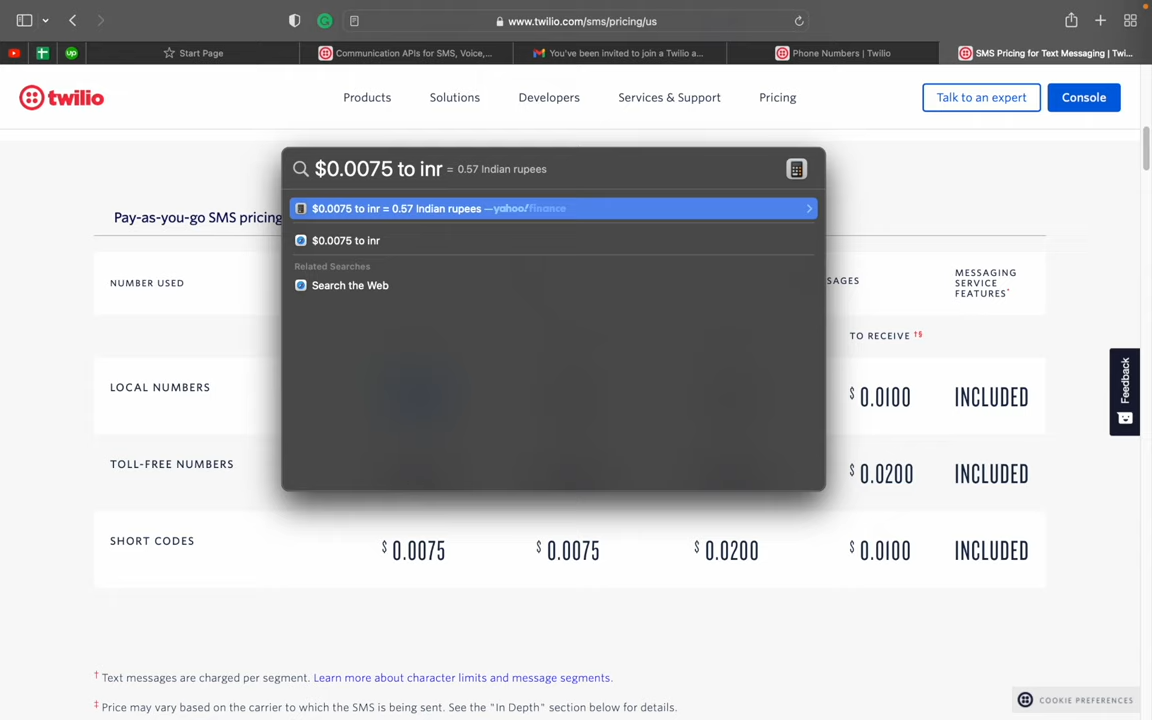 www.twilio.com/sms/pricing/us
up
Start Page
Communication APIs for SMS, Voice,...
You've been invited to join a Twilio a...
Phone Numbers | Twilio
SMS Pricing for Text Messaging | Twi...
twilio
Products
Solutions
Developers
Services & Support
Pricing
Talk to an expert
Console
$0.0075 to inr = 0.57 Indian rupees
$0.0075 to inr = 0.57 Indian rupees — yahoo!finance
$0.0075 to inr
Related Searches
Search the Web
Pay-as-you-go SMS pricing
NUMBER USED
SAGES
MESSAGING
SERVICE
FEATURES*
TO RECEIVE †§
LOCAL NUMBERS
$ 0.0100
INCLUDED
TOLL-FREE NUMBERS
$ 0.0200
INCLUDED
SHORT CODES
$ 0.0075
$ 0.0075
$ 0.0200
$ 0.0100
INCLUDED
Feedback
† Text messages are charged per segment. Learn more about character limits and message segments.
‡ Price may vary based on the carrier to which the SMS is being sent. See the "In Depth" section below for details.
COOKIE PREFERENCES